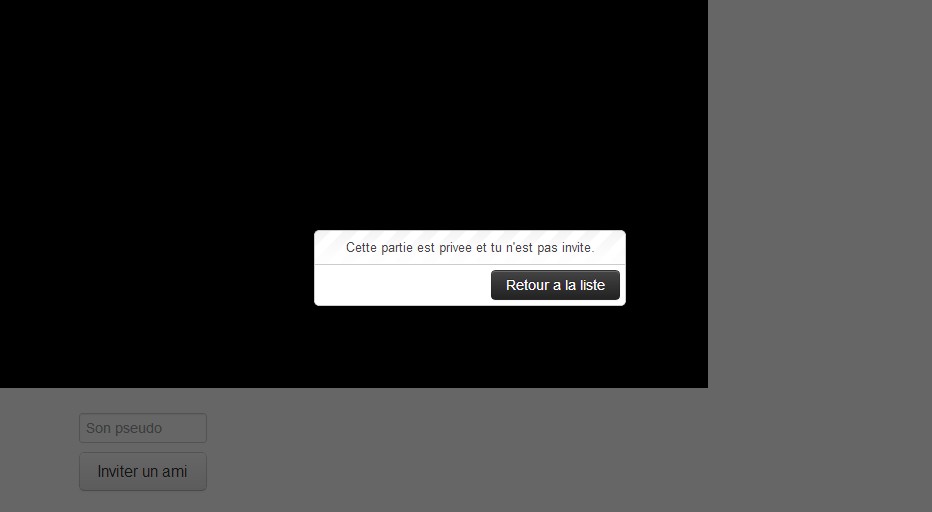 Cette partie est privee et tu n'est pas invite.
Retour a la liste
Son pseudo
Inviter un ami